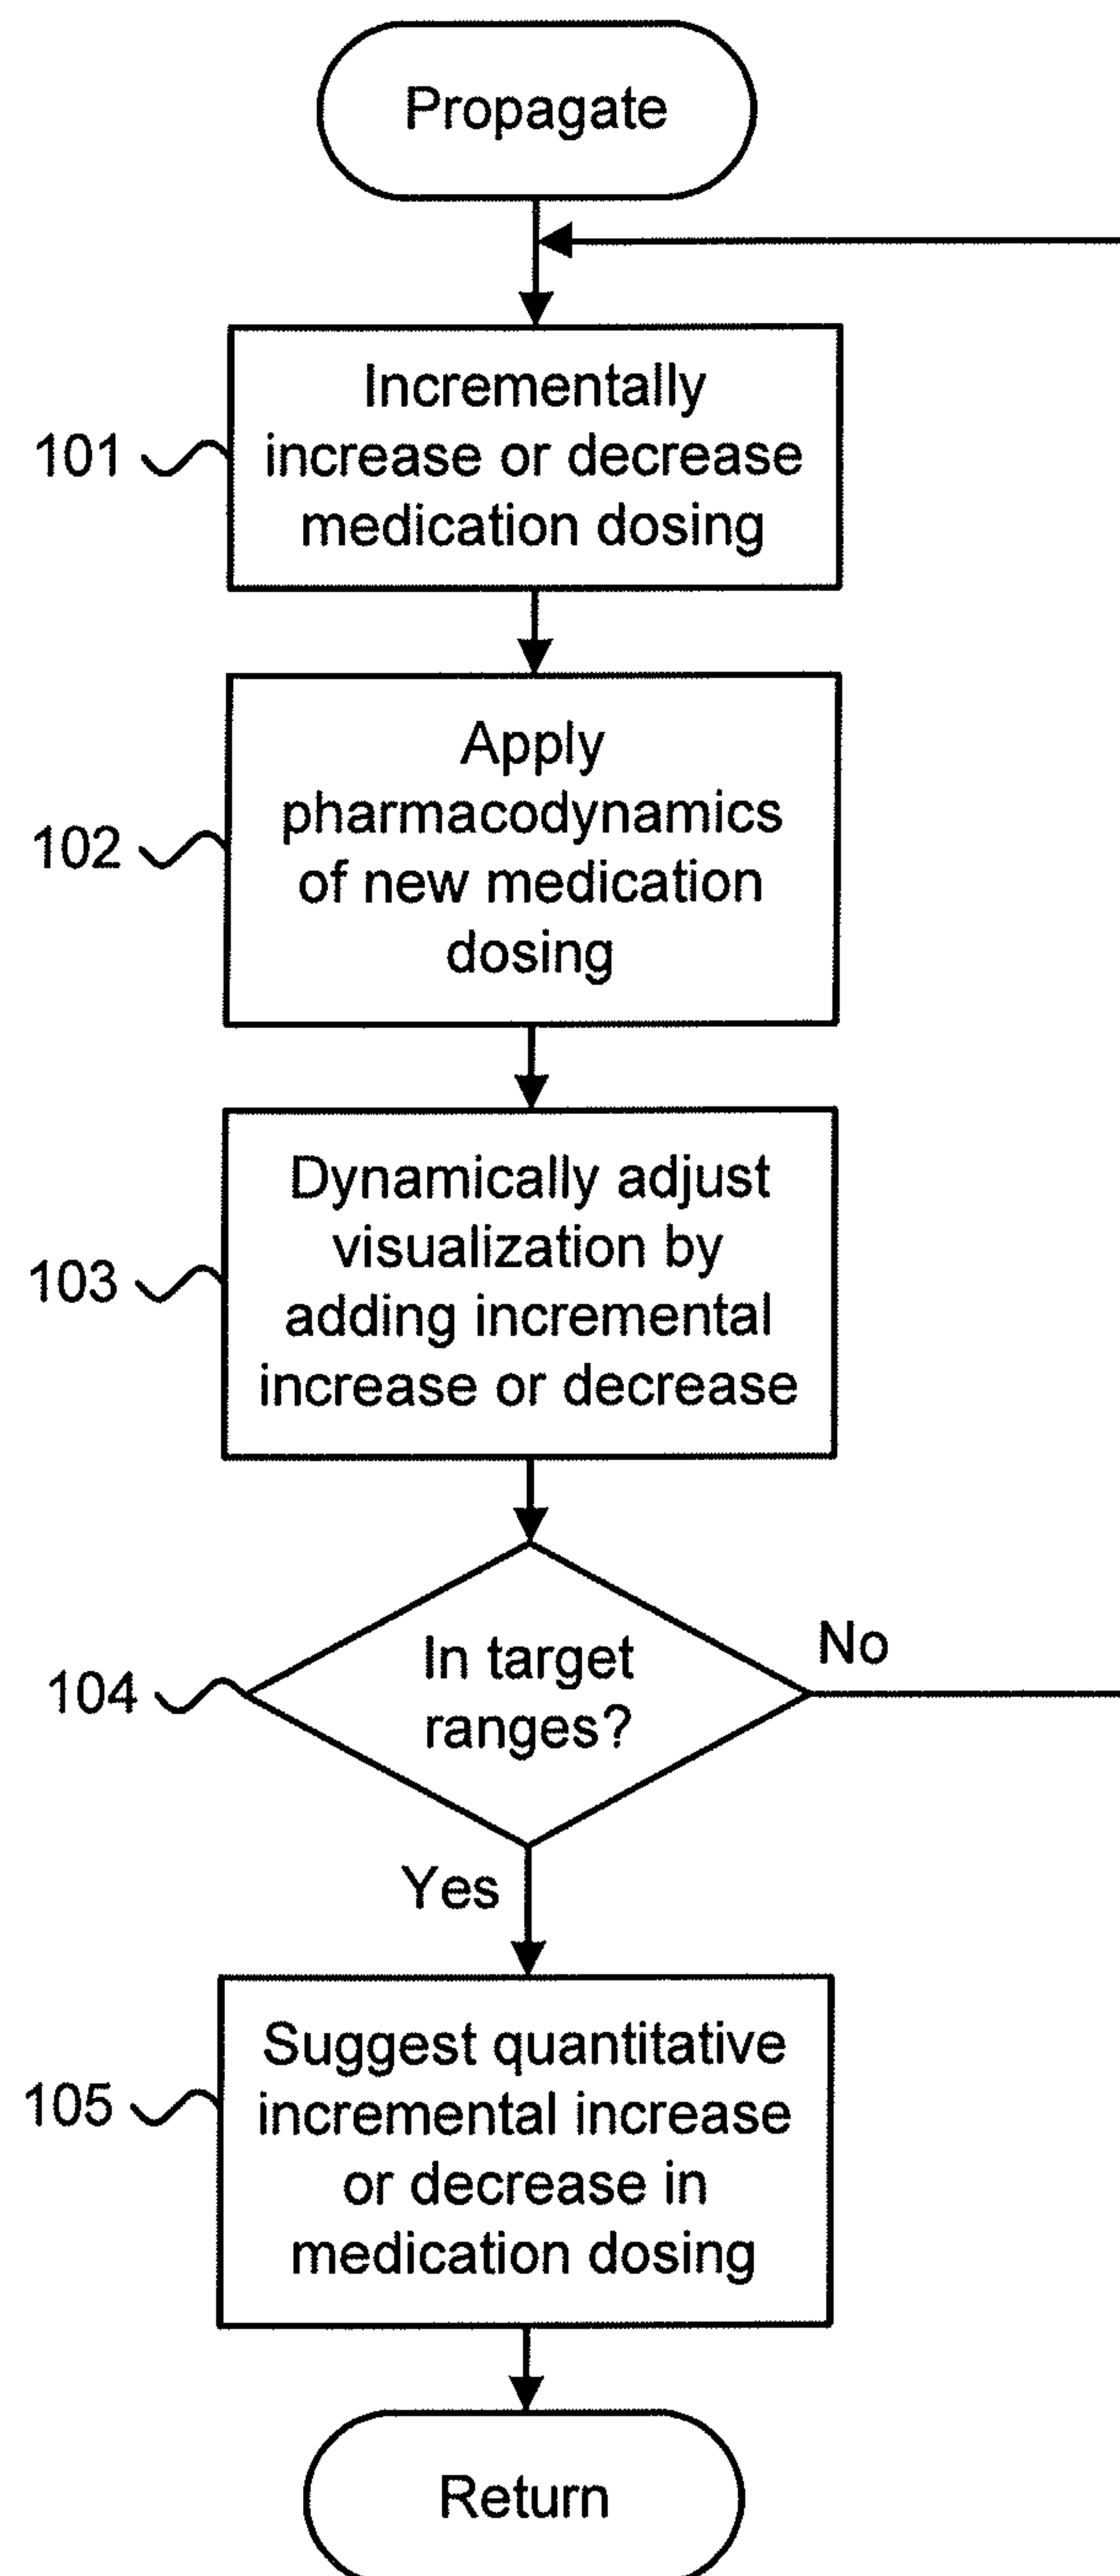 Propagate
Incrementally
101 increase or decrease
medication dosing
Apply
pharmacodynamics
102 of new medication
dosing
Dynamically adjust
visualization by
103 adding incremental
increase or decrease
No
In target
104 ranges?
Yes
Suggest quantitative
105 incremental increase
or decrease in
medication dosing
Return